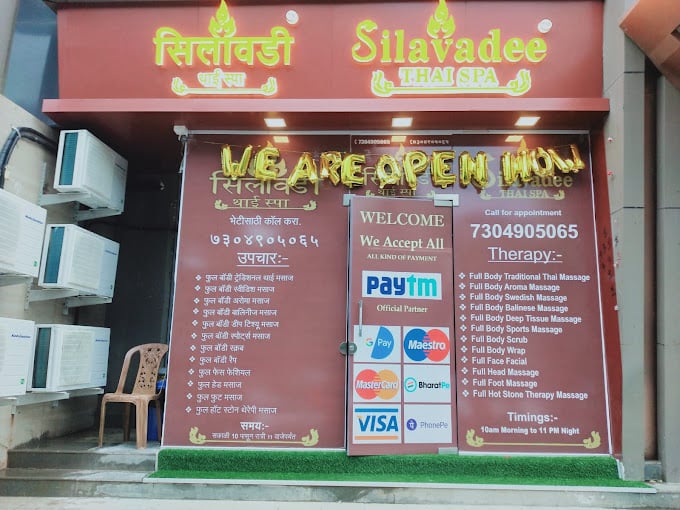 सिलावडी
थाई स्पा
Silavadee
THAI SPA
WE ARE OPEN NOW
सिलावडी
थाई स्पा
भेटीसाठी कॉल करा.
७३०४९०५०६५
उपचार:-
फुल बॉडी ट्रेडिशनल थाई मसाज
फुल बॉडी स्वीडिश मसाज
फुल बॉडी अरोमा मसाज
फुल बॉडी बालिनीज मसाज
फुल बॉडी डीप टिश्यू मसाज
फुल बॉडी स्पोर्ट्स मसाज
फुल बॉडी स्क्रब
फुल बॉडी रॅप
फुल फेस फेशियल
फुल हेड मसाज
फुल फुट मसाज
फुल हॉट स्टोन थेरेपी मसाज
समय:-
सकाळी 10 पासून रात्री 11 वाजेपर्यंत
7304905065
थाई स्पा
WELCOME
We Accept All
ALL KIND OF PAYMENT
paytm
Official Partner
G Pay
Maestro
MasterCard
BharatPe
VISA
PhonePe
Silavadee
THAI SPA
Call for appointment
7304905065
Therapy:-
Full Body Traditional Thai Massage
Full Body Aroma Massage
Full Body Swedish Massage
Full Body Balinese Massage
Full Body Deep Tissue Massage
Full Body Sports Massage
Full Body Scrub
Full Body Wrap
Full Face Facial
Full Head Massage
Full Foot Massage
Full Hot Stone Therapy Massage
Timings:-
10am Morning to 11 PM Night